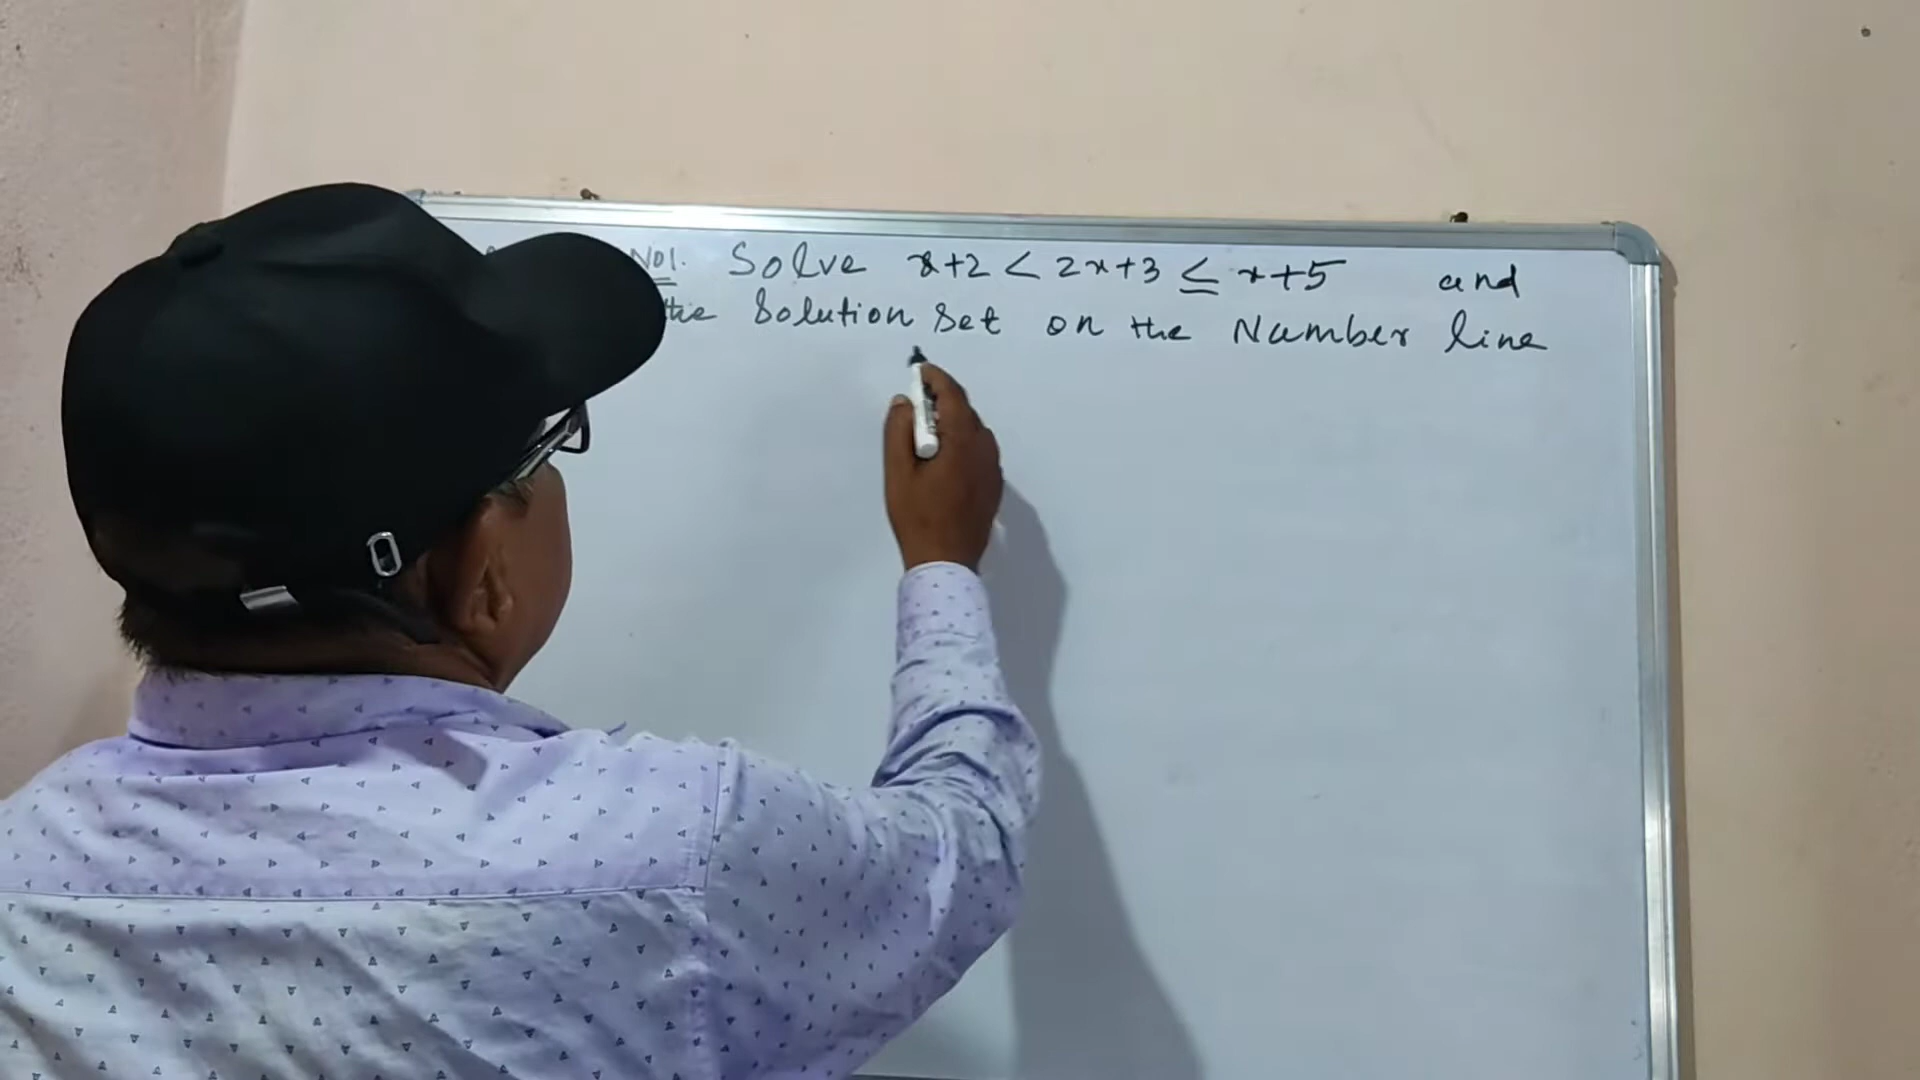 No1. Solve x+2 < 2x+3 ≤ x+5 and
the Solution Set on the Number line